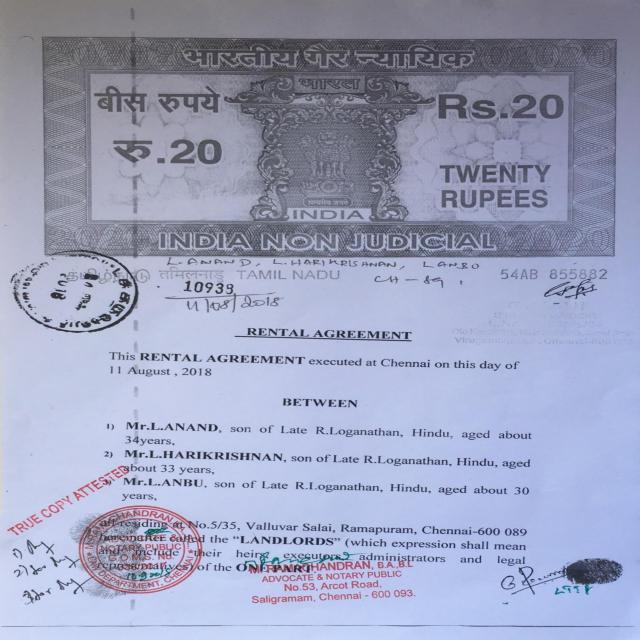 भारतीय गैर न्यायिक
भारत
बीस रुपये
Rs.20
रु.20
TWENTY
RUPEES
सत्यमेव जयते
INDIA
INDIA NON JUDICIAL
L. ANAND, L. HARIKRISHNAN, L. ANBU
தமிழ்நாடு तमिलनाडु TAMIL NADU
CH-89.
54AB 855882
10939
11/08/2018
RENTAL AGREEMENT
This RENTAL AGREEMENT executed at Chennai on this day of
11 August , 2018
BETWEEN
1) Mr.L.ANAND, son of Late R.Loganathan, Hindu, aged about
34years,
2) Mr.L.HARIKRISHNAN, son of Late R.Loganathan, Hindu, aged
about 33 years,
Mr.L.ANBU, son of Late R.Loganathan, Hindu, aged about 30
years,
TRUE COPY ATTESTED
all residing at No.5/35, Valluvar Salai, Ramapuram, Chennai-600 089
hereinafter called the "LANDLORDS" (which expression shall mean
and include their heirs, executors, administrators and legal
representatives) of the ONE PART
NOTARY PUBLIC
RAMACHANDRAN, B.A.,B.L
ADVOCATE & NOTARY PUBLIC
No.53, Arcot Road,
Saligramam, Chennai - 600 093.